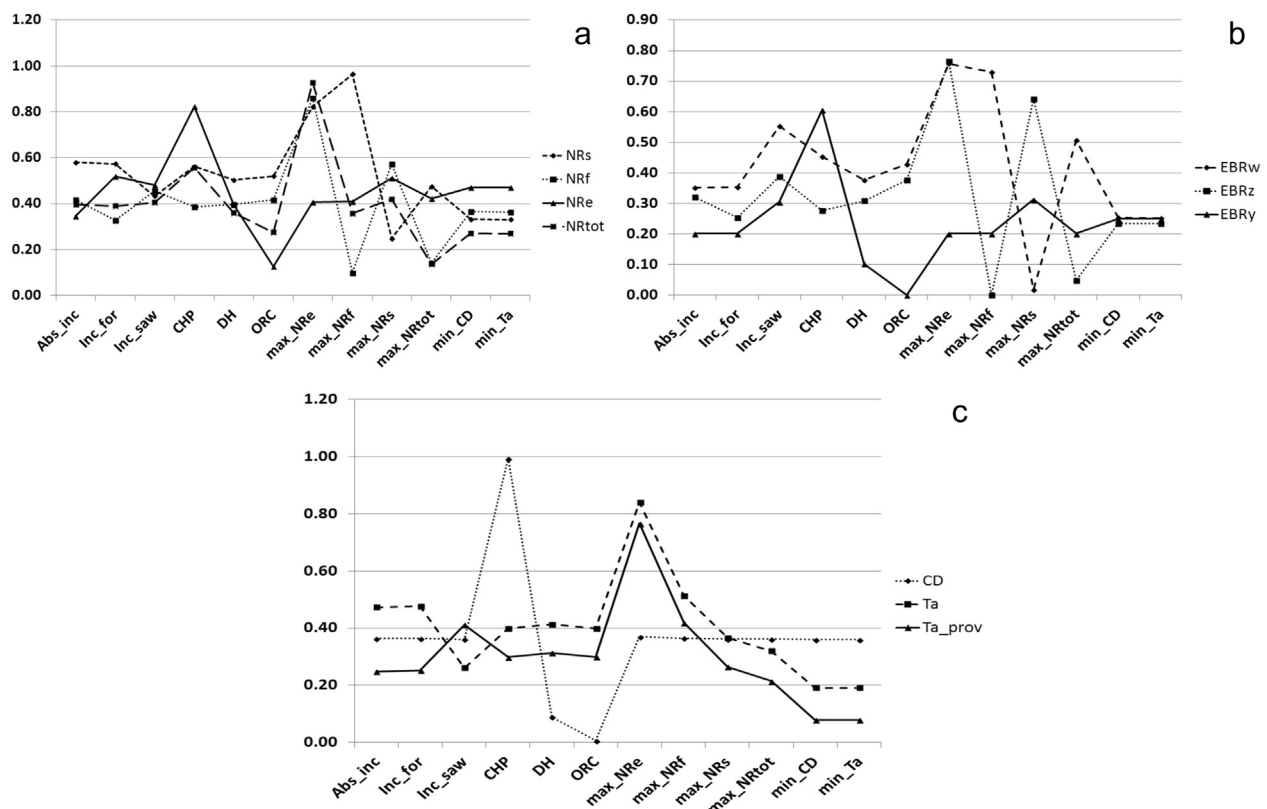 a
1.20
1.00
0.80
0.60
0.40
0.20
0.00
Abs_inc
Inc_for
Inc_saw
CHP
DH
ORC
max_NRe
max_NRf
max_NRs
max_NRtot
min_CD
min_Ta
NRs
NRf
NRe
NRtot
b
0.90
0.80
0.70
0.60
0.50
0.40
0.30
0.20
0.10
0.00
Abs_inc
Inc_for
Inc_saw
CHP
DH
ORC
max_NRe
max_NRf
max_NRs
max_NRtot
min_CD
min_Ta
EBRw
EBRz
EBRy
c
1.20
1.00
0.80
0.60
0.40
0.20
0.00
Abs_inc
Inc_for
Inc_saw
CHP
DH
ORC
max_NRe
max_NRf
max_NRs
max_NRtot
min_CD
min_Ta
CD
Ta
Ta_prov